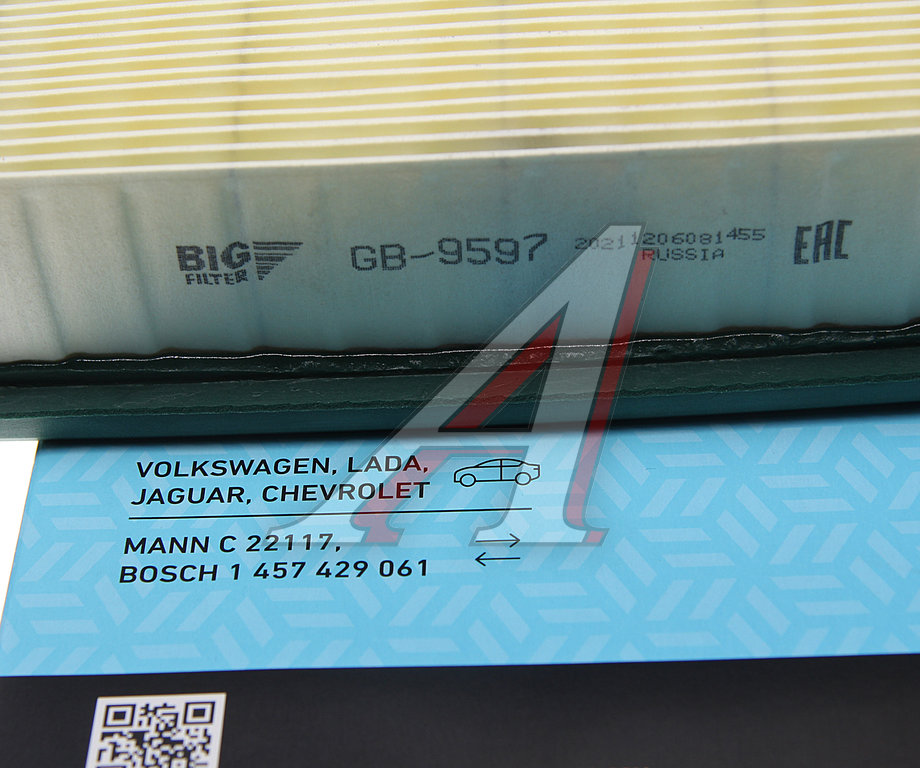 BIG
FILTER
GB-9597
20211206081455
RUSSIA
EAC
VOLKSWAGEN, LADA,
JAGUAR, CHEVROLET
MANN C 22117,
BOSCH 1 457 429 061